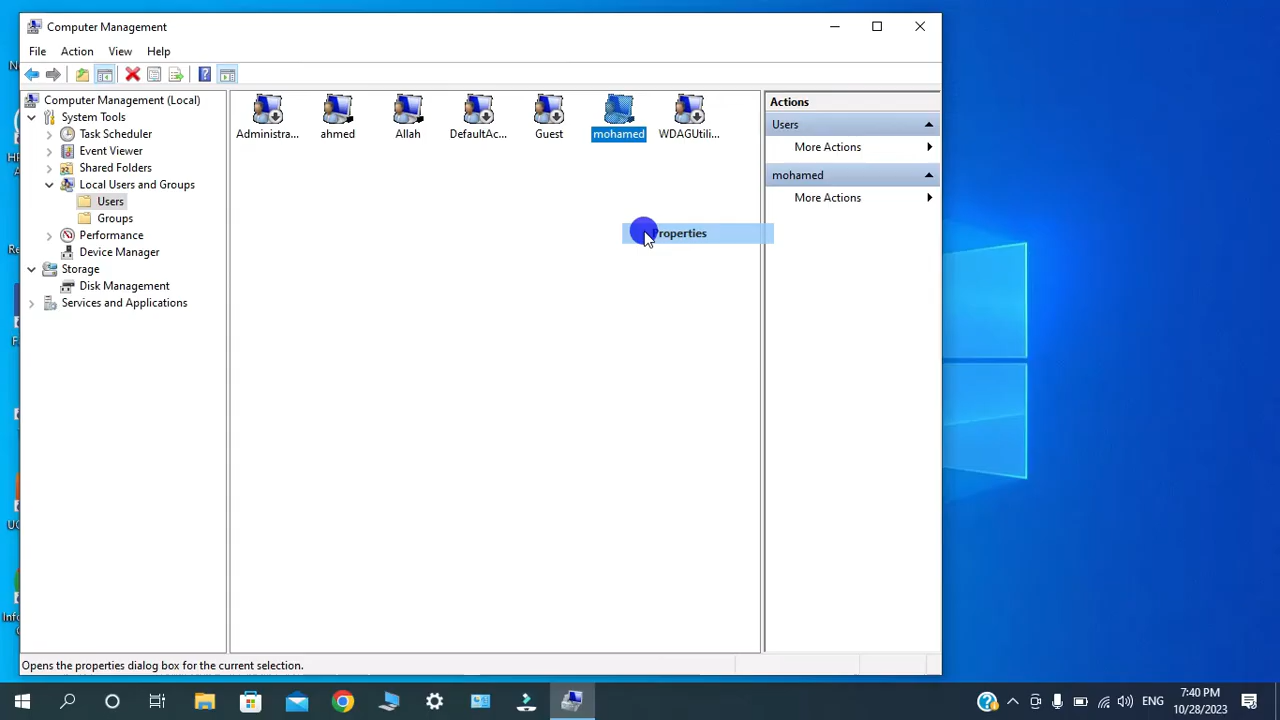 Computer Management
File Action View Help
Computer Management (Local)
System Tools
Task Scheduler
Event Viewer
Shared Folders
Local Users and Groups
Users
Groups
Performance
Device Manager
Storage
Disk Management
Services and Applications
Administra... ahmed Allah DefaultAc... Guest mohamed WDAGUtili...
Properties
Actions
Users
More Actions
mohamed
More Actions
Opens the properties dialog box for the current selection.
ENG
7:40 PM
10/28/2023